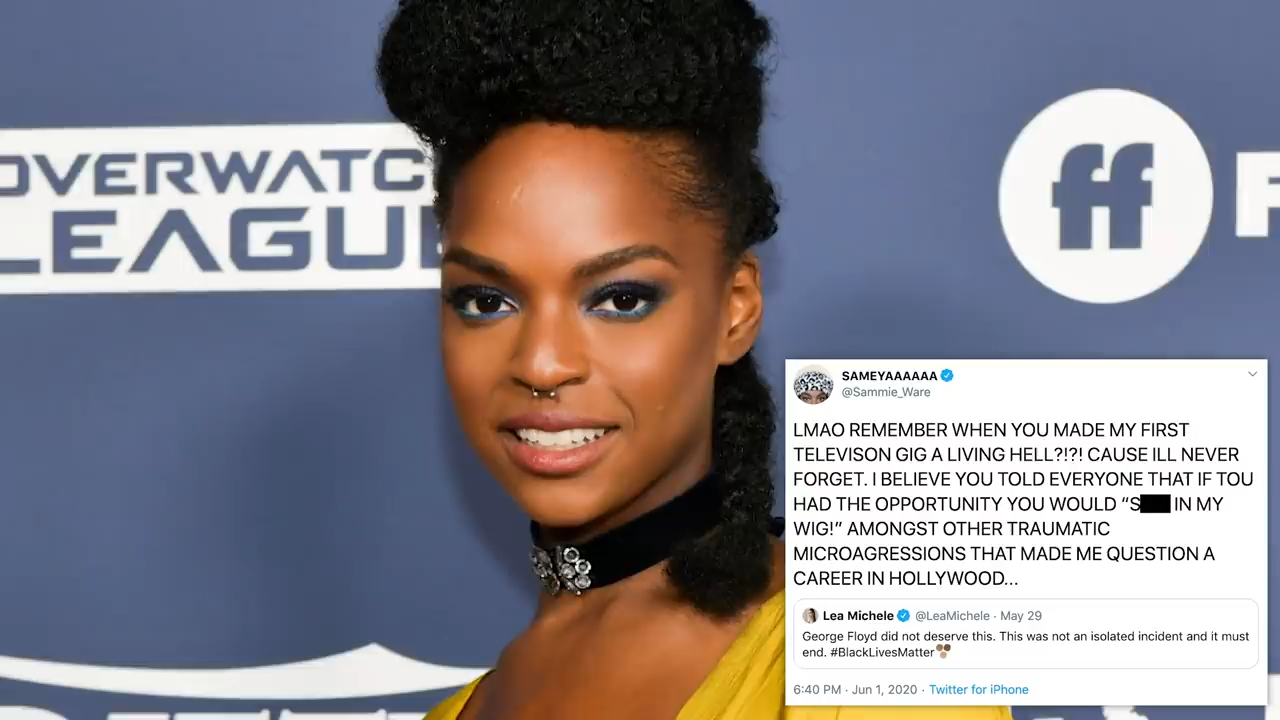 OVERWATC
LEAGU
ff
F
SAMEYAAAAAA
@Sammie_Ware
LMAO REMEMBER WHEN YOU MADE MY FIRST
TELEVISON GIG A LIVING HELL?!?! CAUSE ILL NEVER
FORGET. I BELIEVE YOU TOLD EVERYONE THAT IF TOU
HAD THE OPPORTUNITY YOU WOULD “S IN MY
WIG!” AMONGST OTHER TRAUMATIC
MICROAGRESSIONS THAT MADE ME QUESTION A
CAREER IN HOLLYWOOD...
Lea Michele @LeaMichele · May 29
George Floyd did not deserve this. This was not an isolated incident and it must
end. #BlackLivesMatter
6:40 PM · Jun 1, 2020 · Twitter for iPhone